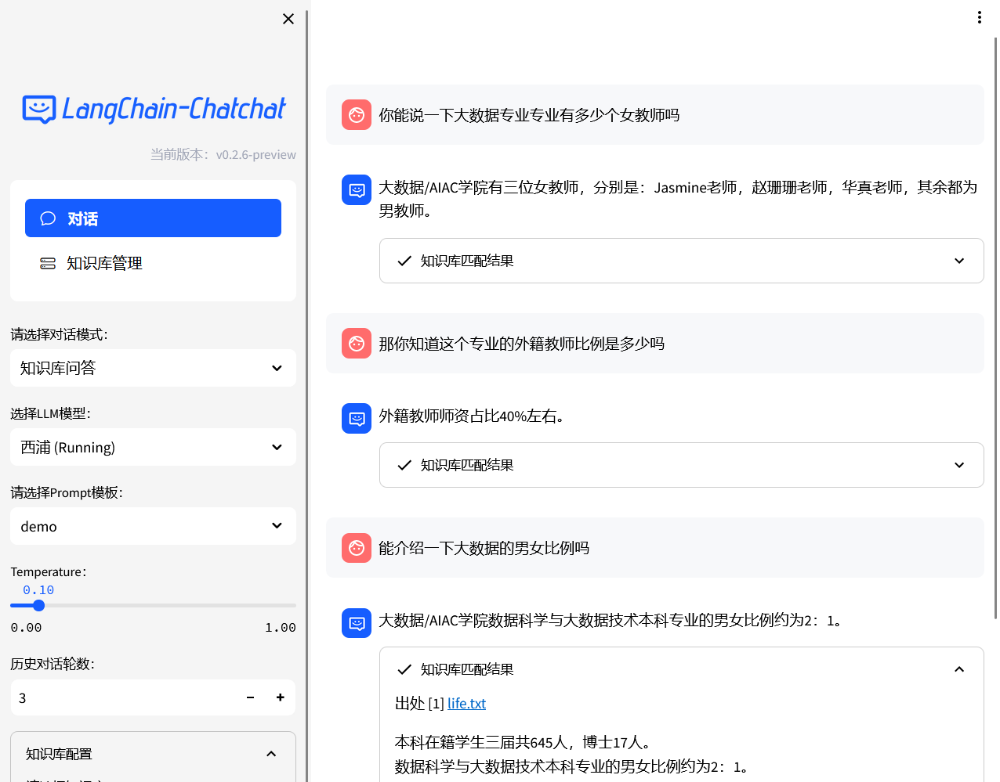 LangChain-Chatchat
当前版本：v0.2.6-preview
对话
知识库管理
请选择对话模式：
知识库问答
选择LLM模型：
西浦 (Running)
请选择Prompt模板：
demo
Temperature：
0.10
0.00
1.00
历史对话轮数：
3
知识库配置
你能说一下大数据专业专业有多少个女教师吗
大数据/AIAC学院有三位女教师，分别是：Jasmine老师，赵珊珊老师，华真老师，其余都为
男教师。
知识库匹配结果
那你知道这个专业的外籍教师比例是多少吗
外籍教师师资占比40%左右。
知识库匹配结果
能介绍一下大数据的男女比例吗
大数据/AIAC学院数据科学与大数据技术本科专业的男女比例约为2：1。
知识库匹配结果
出处 [1] life.txt
本科在籍学生三届共645人，博士17人。
数据科学与大数据技术本科专业的男女比例约为2：1。